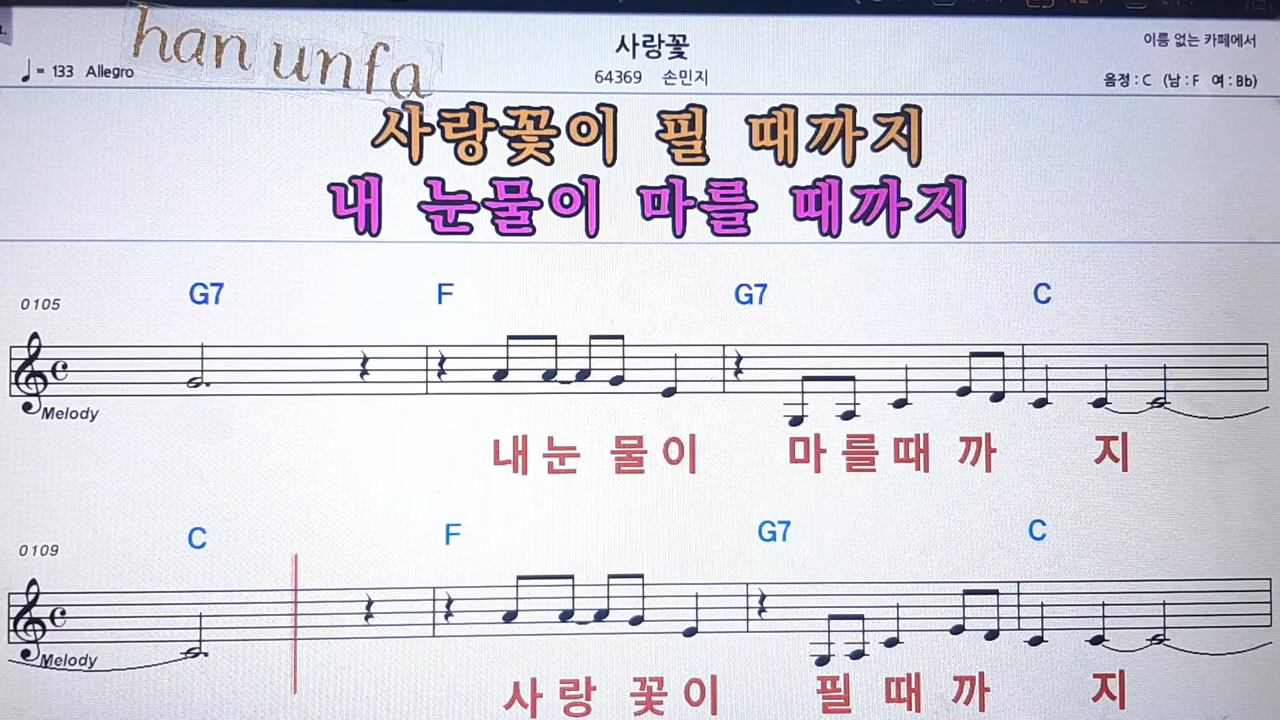 han unfa
사랑꽃
이름 없는 카페에서
♩= 133 Allegro
64369 손민지
음정 : C (남 : F 여 : Bb)
사랑꽃이 필 때까지
내 눈물이 마를 때까지
0105 G7 F G7 C
Melody
내 눈 물 이 마 를 때 까 지
0109 C F G7 C
Melody
사 랑 꽃 이 필 때 까 지